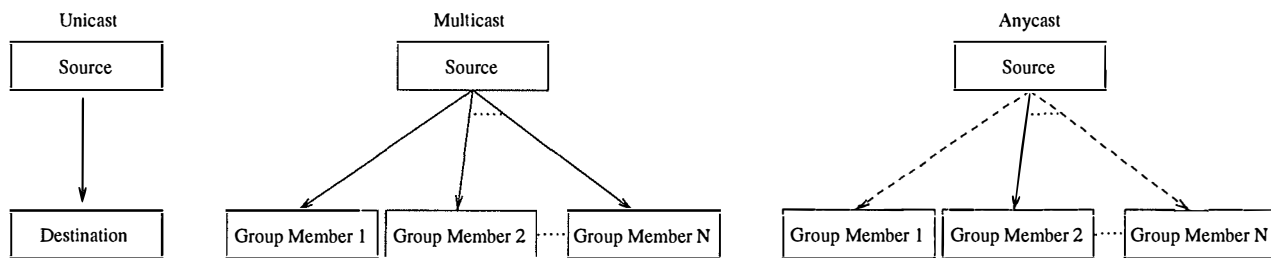 Unicast
Multicast
Anycast
Source
Source
Source
Destination
Group Member 1
Group Member 2
Group Member N
Group Member 1
Group Member 2
Group Member N